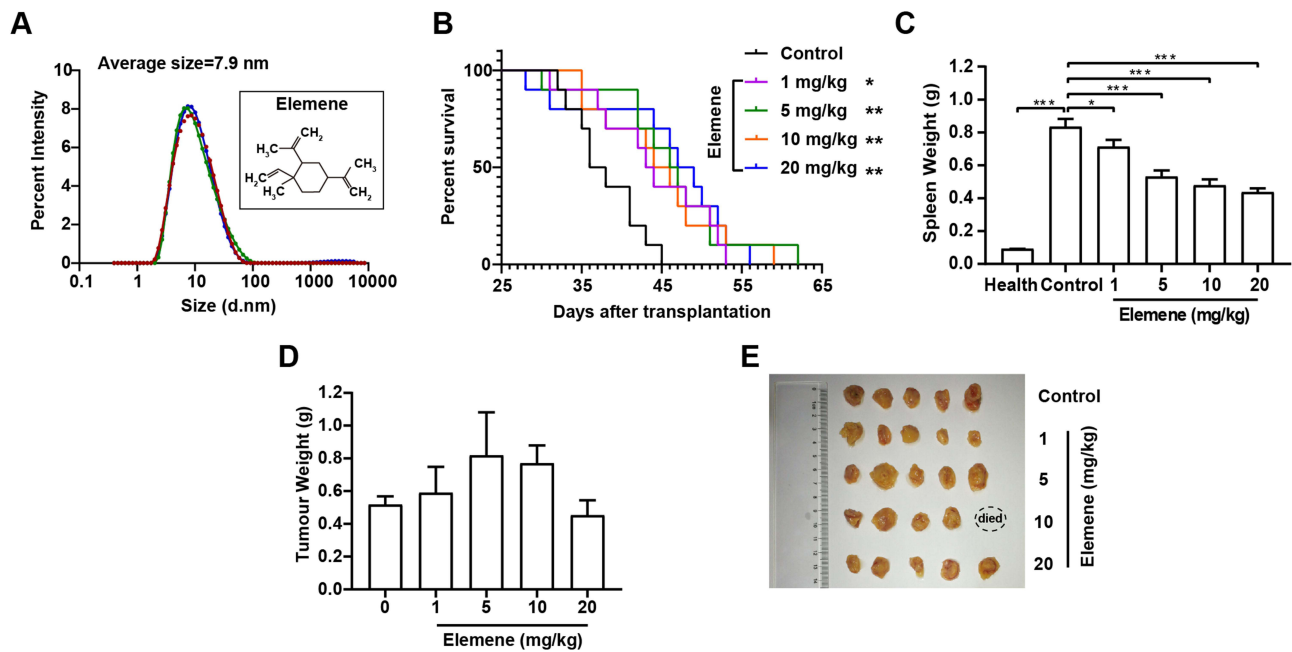 A
Average size=7.9 nm
Percent Intensity
10
8
6
4
2
0
0.1
1
10
100
1000
10000
Size (d.nm)
Elemene
CH₂
H₃C
CH₃
H₂C
H₃C
CH₂
B
Percent survival
100
50
0
25
35
45
55
65
Days after transplantation
Control
Elemene
1 mg/kg *
5 mg/kg **
10 mg/kg **
20 mg/kg **
C
Spleen Weight (g)
1.2
1.0
0.8
0.6
0.4
0.2
0.0
***
***
***
***
*
Health Control 1 5 10 20
Elemene (mg/kg)
D
Tumour Weight (g)
1.2
1.0
0.8
0.6
0.4
0.2
0.0
0 1 5 10 20
Elemene (mg/kg)
E
Control
1
5
10
20
Elemene (mg/kg)
died